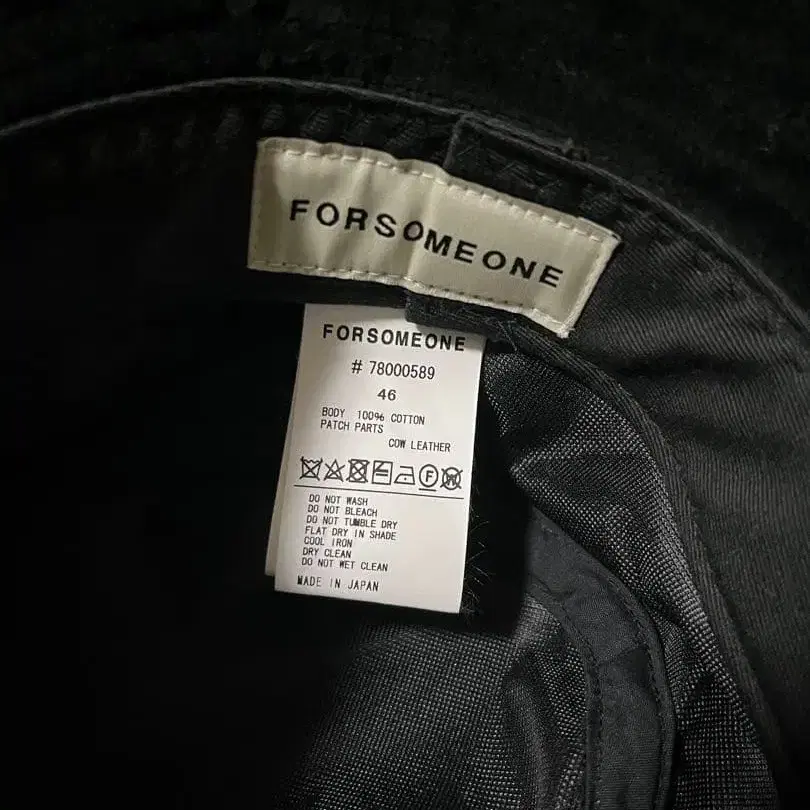 FORSOMEONE
FORSOMEONE
# 78000589
46
BODY 100% COTTON
PATCH PARTS
COW LEATHER
DO NOT WASH
DO NOT BLEACH
DO NOT TUMBLE DRY
FLAT DRY IN SHADE
COOL IRON
DRY CLEAN
DO NOT WET CLEAN
MADE IN JAPAN